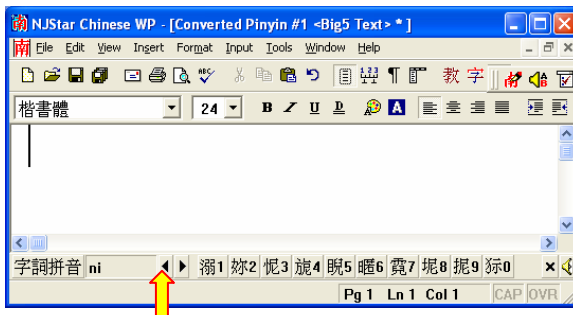 南 NJStar Chinese WP - [Converted Pinyin #1 <Big5 Text> * ]
南 File Edit View Insert Format Input Tools Window Help
教 字
楷書體 24 B I U D A
字詞拼音 ni 溺1 妳2 怩3 旎4 睨5 暱6 霓7 坭8 抳9
Pg 1 Ln 1 Col 1 CAP OVR